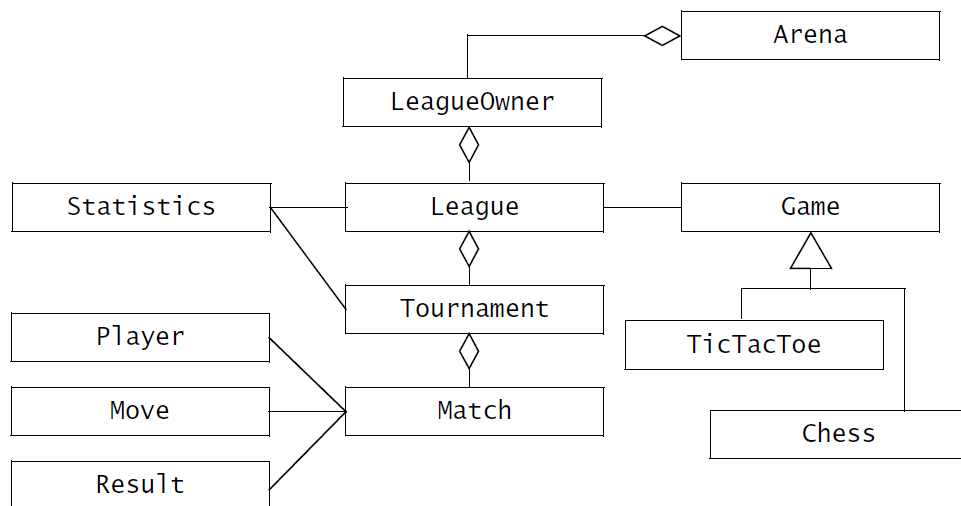 Arena
LeagueOwner
Statistics
League
Game
Tournament
Player
TicTacToe
Move
Match
Chess
Result